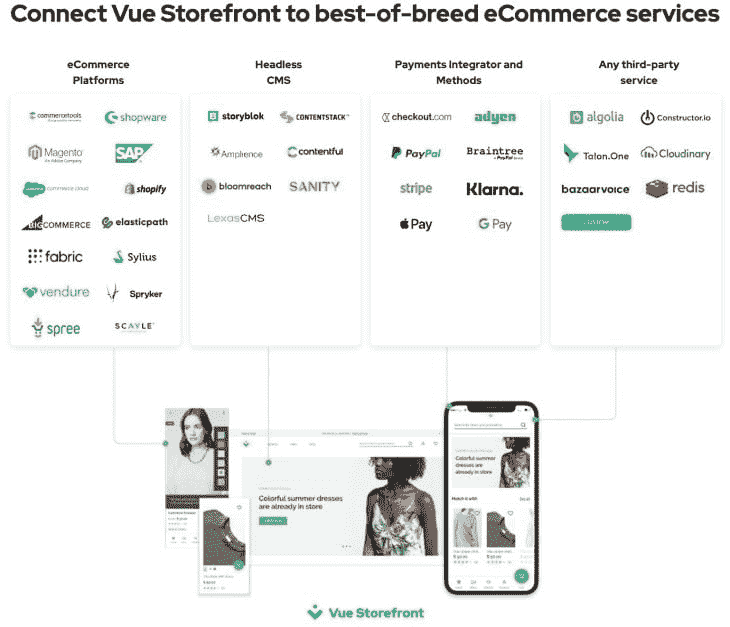 Connect Vue Storefront to best-of-breed eCommerce services
eCommerce
Platforms
Headless
CMS
Payments Integrator and
Methods
Any third-party
service
commercetools
shopware
Magento
An Adobe Company
SAP
commerce cloud
shopify
BIGCOMMERCE
elasticpath
fabric
Sylius
vendure
Spryker
spree
SCAYLE
storyblok
CONTENTSTACK
Amplience
contentful
bloomreach
SANITY
LexasCMS
checkout.com
adyen
PayPal
Braintree
stripe
Klarna.
Pay
G Pay
algolia
Constructor.io
Talon.One
Cloudinary
bazaarvoice
redis
Colorful summer dresses
are already in store
Colorful summer
dresses are
already in store
Match it with
See all
Vue Storefront